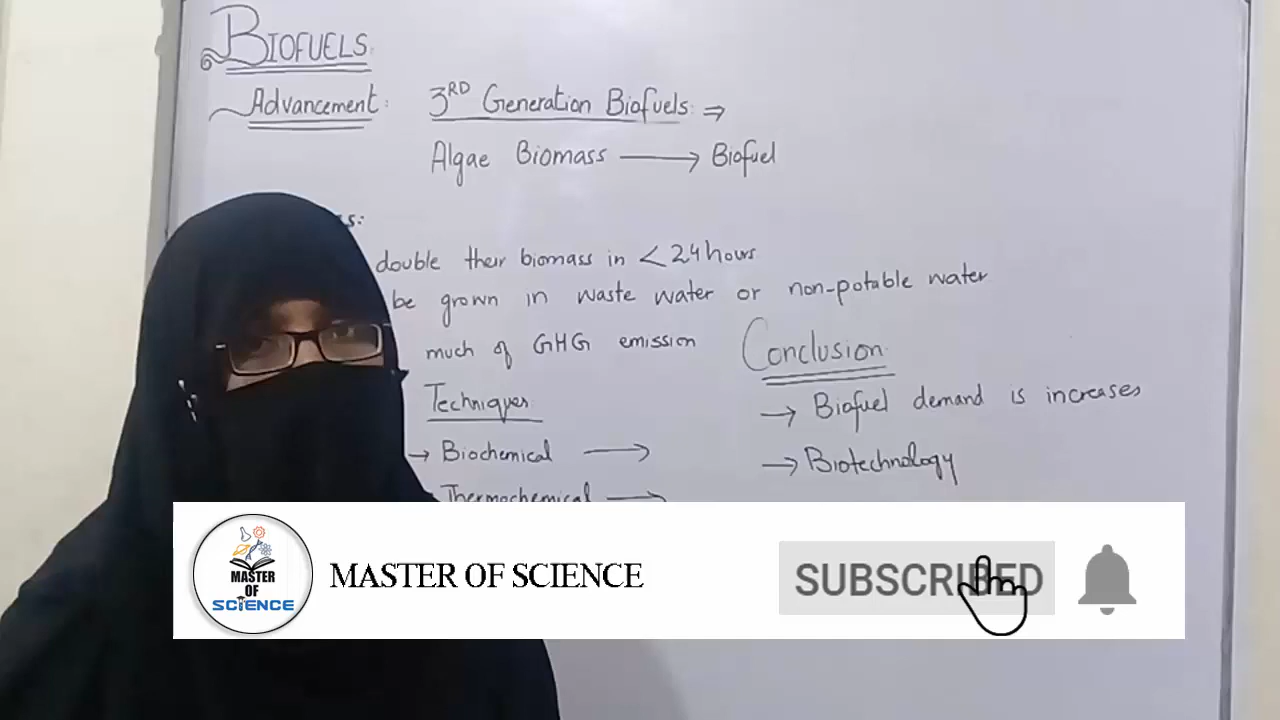 BIOFUELS
Advancement: 3RD Generation Biofuels: ⇒
Algae Biomass → Biofuel
double their biomass in < 24 hours
be grown in waste water or non-potable water
much of GHG emission
Techniques
→ Biochemical →
→ Thermochemical →
Conclusion
→ Biofuel demand is increases
→ Biotechnology
MASTER
OF
SCIENCE
MASTER OF SCIENCE
SUBSCRIBED